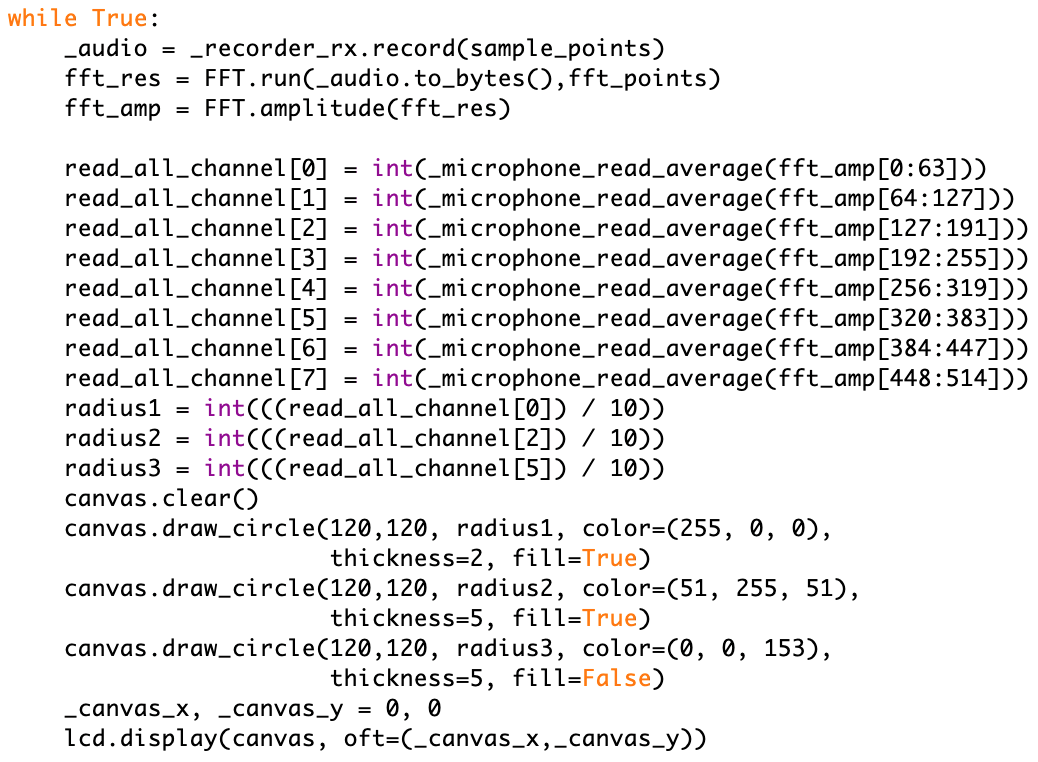 while True:
    _audio = _recorder_rx.record(sample_points)
    fft_res = FFT.run(_audio.to_bytes(),fft_points)
    fft_amp = FFT.amplitude(fft_res)

    read_all_channel[0] = int(_microphone_read_average(fft_amp[0:63]))
    read_all_channel[1] = int(_microphone_read_average(fft_amp[64:127]))
    read_all_channel[2] = int(_microphone_read_average(fft_amp[127:191]))
    read_all_channel[3] = int(_microphone_read_average(fft_amp[192:255]))
    read_all_channel[4] = int(_microphone_read_average(fft_amp[256:319]))
    read_all_channel[5] = int(_microphone_read_average(fft_amp[320:383]))
    read_all_channel[6] = int(_microphone_read_average(fft_amp[384:447]))
    read_all_channel[7] = int(_microphone_read_average(fft_amp[448:514]))
    radius1 = int(((read_all_channel[0]) / 10))
    radius2 = int(((read_all_channel[2]) / 10))
    radius3 = int(((read_all_channel[5]) / 10))
    canvas.clear()
    canvas.draw_circle(120,120, radius1, color=(255, 0, 0),
                       thickness=2, fill=True)
    canvas.draw_circle(120,120, radius2, color=(51, 255, 51),
                       thickness=5, fill=True)
    canvas.draw_circle(120,120, radius3, color=(0, 0, 153),
                       thickness=5, fill=False)
    _canvas_x, _canvas_y = 0, 0
    lcd.display(canvas, oft=(_canvas_x,_canvas_y))